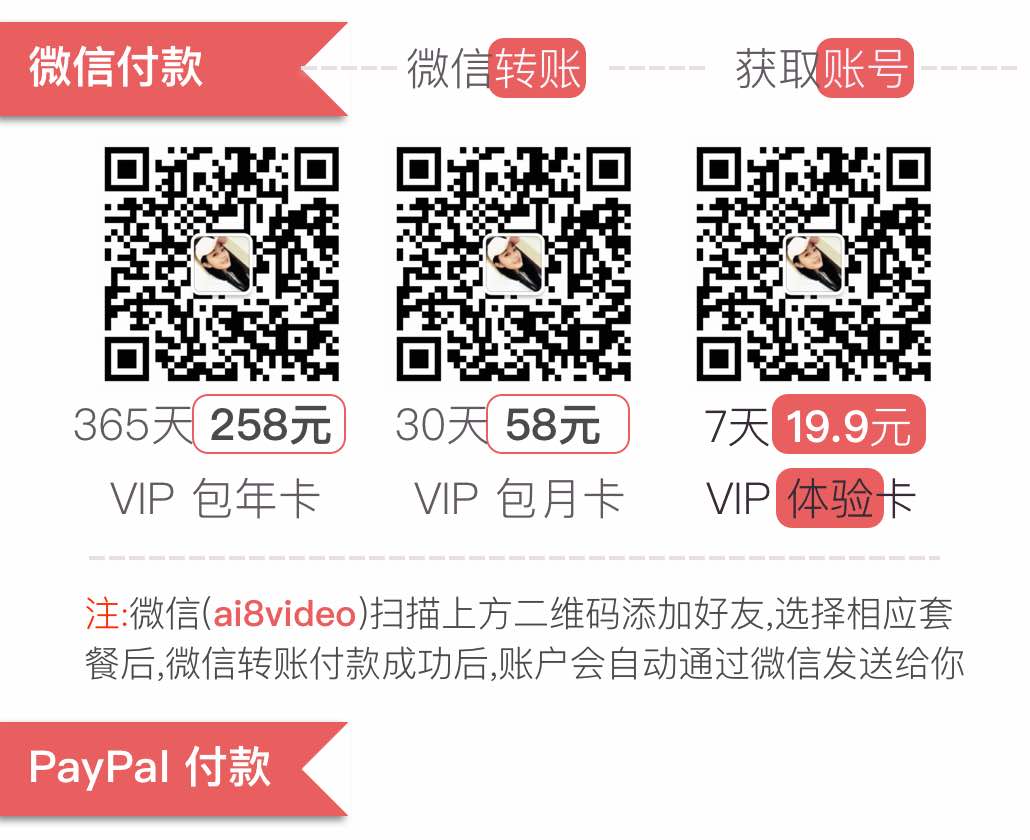 微信付款
微信转账
获取账号
365天 258元
30天 58元
7天 19.9元
VIP 包年卡
VIP 包月卡
VIP 体验卡
注:微信(ai8video)扫描上方二维码添加好友,选择相应套
餐后,微信转账付款成功后,账户会自动通过微信发送给你
PayPal 付款